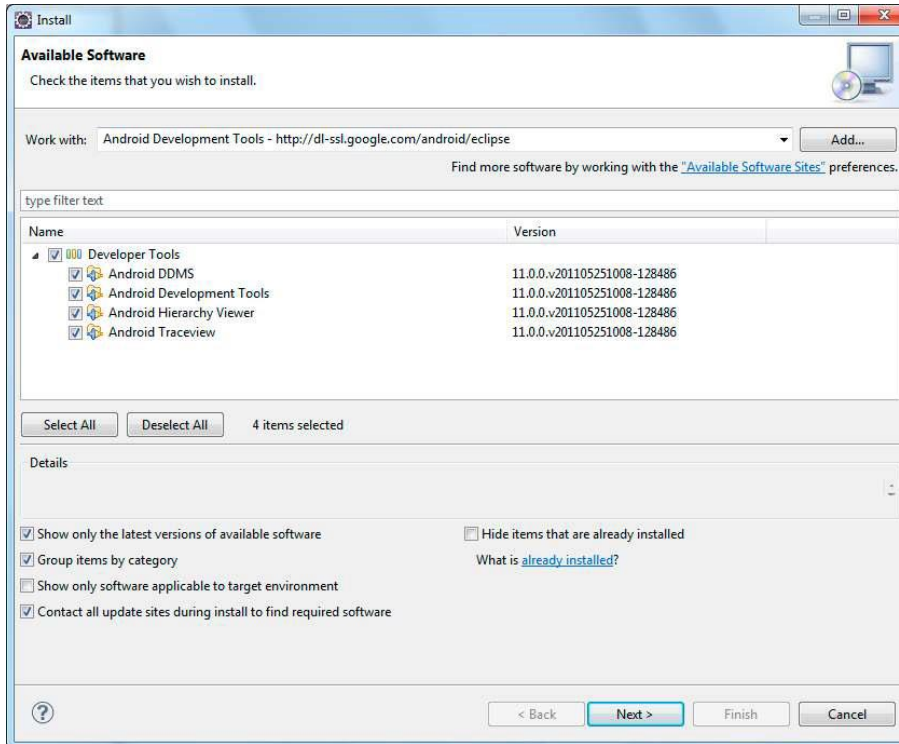 Install
Available Software
Check the items that you wish to install.
Work with: Android Development Tools - http://dl-ssl.google.com/android/eclipse Add...
Find more software by working with the "Available Software Sites" preferences.
type filter text
Name Version
Developer Tools
Android DDMS 11.0.0.v201105251008-128486
Android Development Tools 11.0.0.v201105251008-128486
Android Hierarchy Viewer 11.0.0.v201105251008-128486
Android Traceview 11.0.0.v201105251008-128486
Select All Deselect All 4 items selected
Details
Show only the latest versions of available software Hide items that are already installed
Group items by category What is already installed?
Show only software applicable to target environment
Contact all update sites during install to find required software
? < Back Next > Finish Cancel